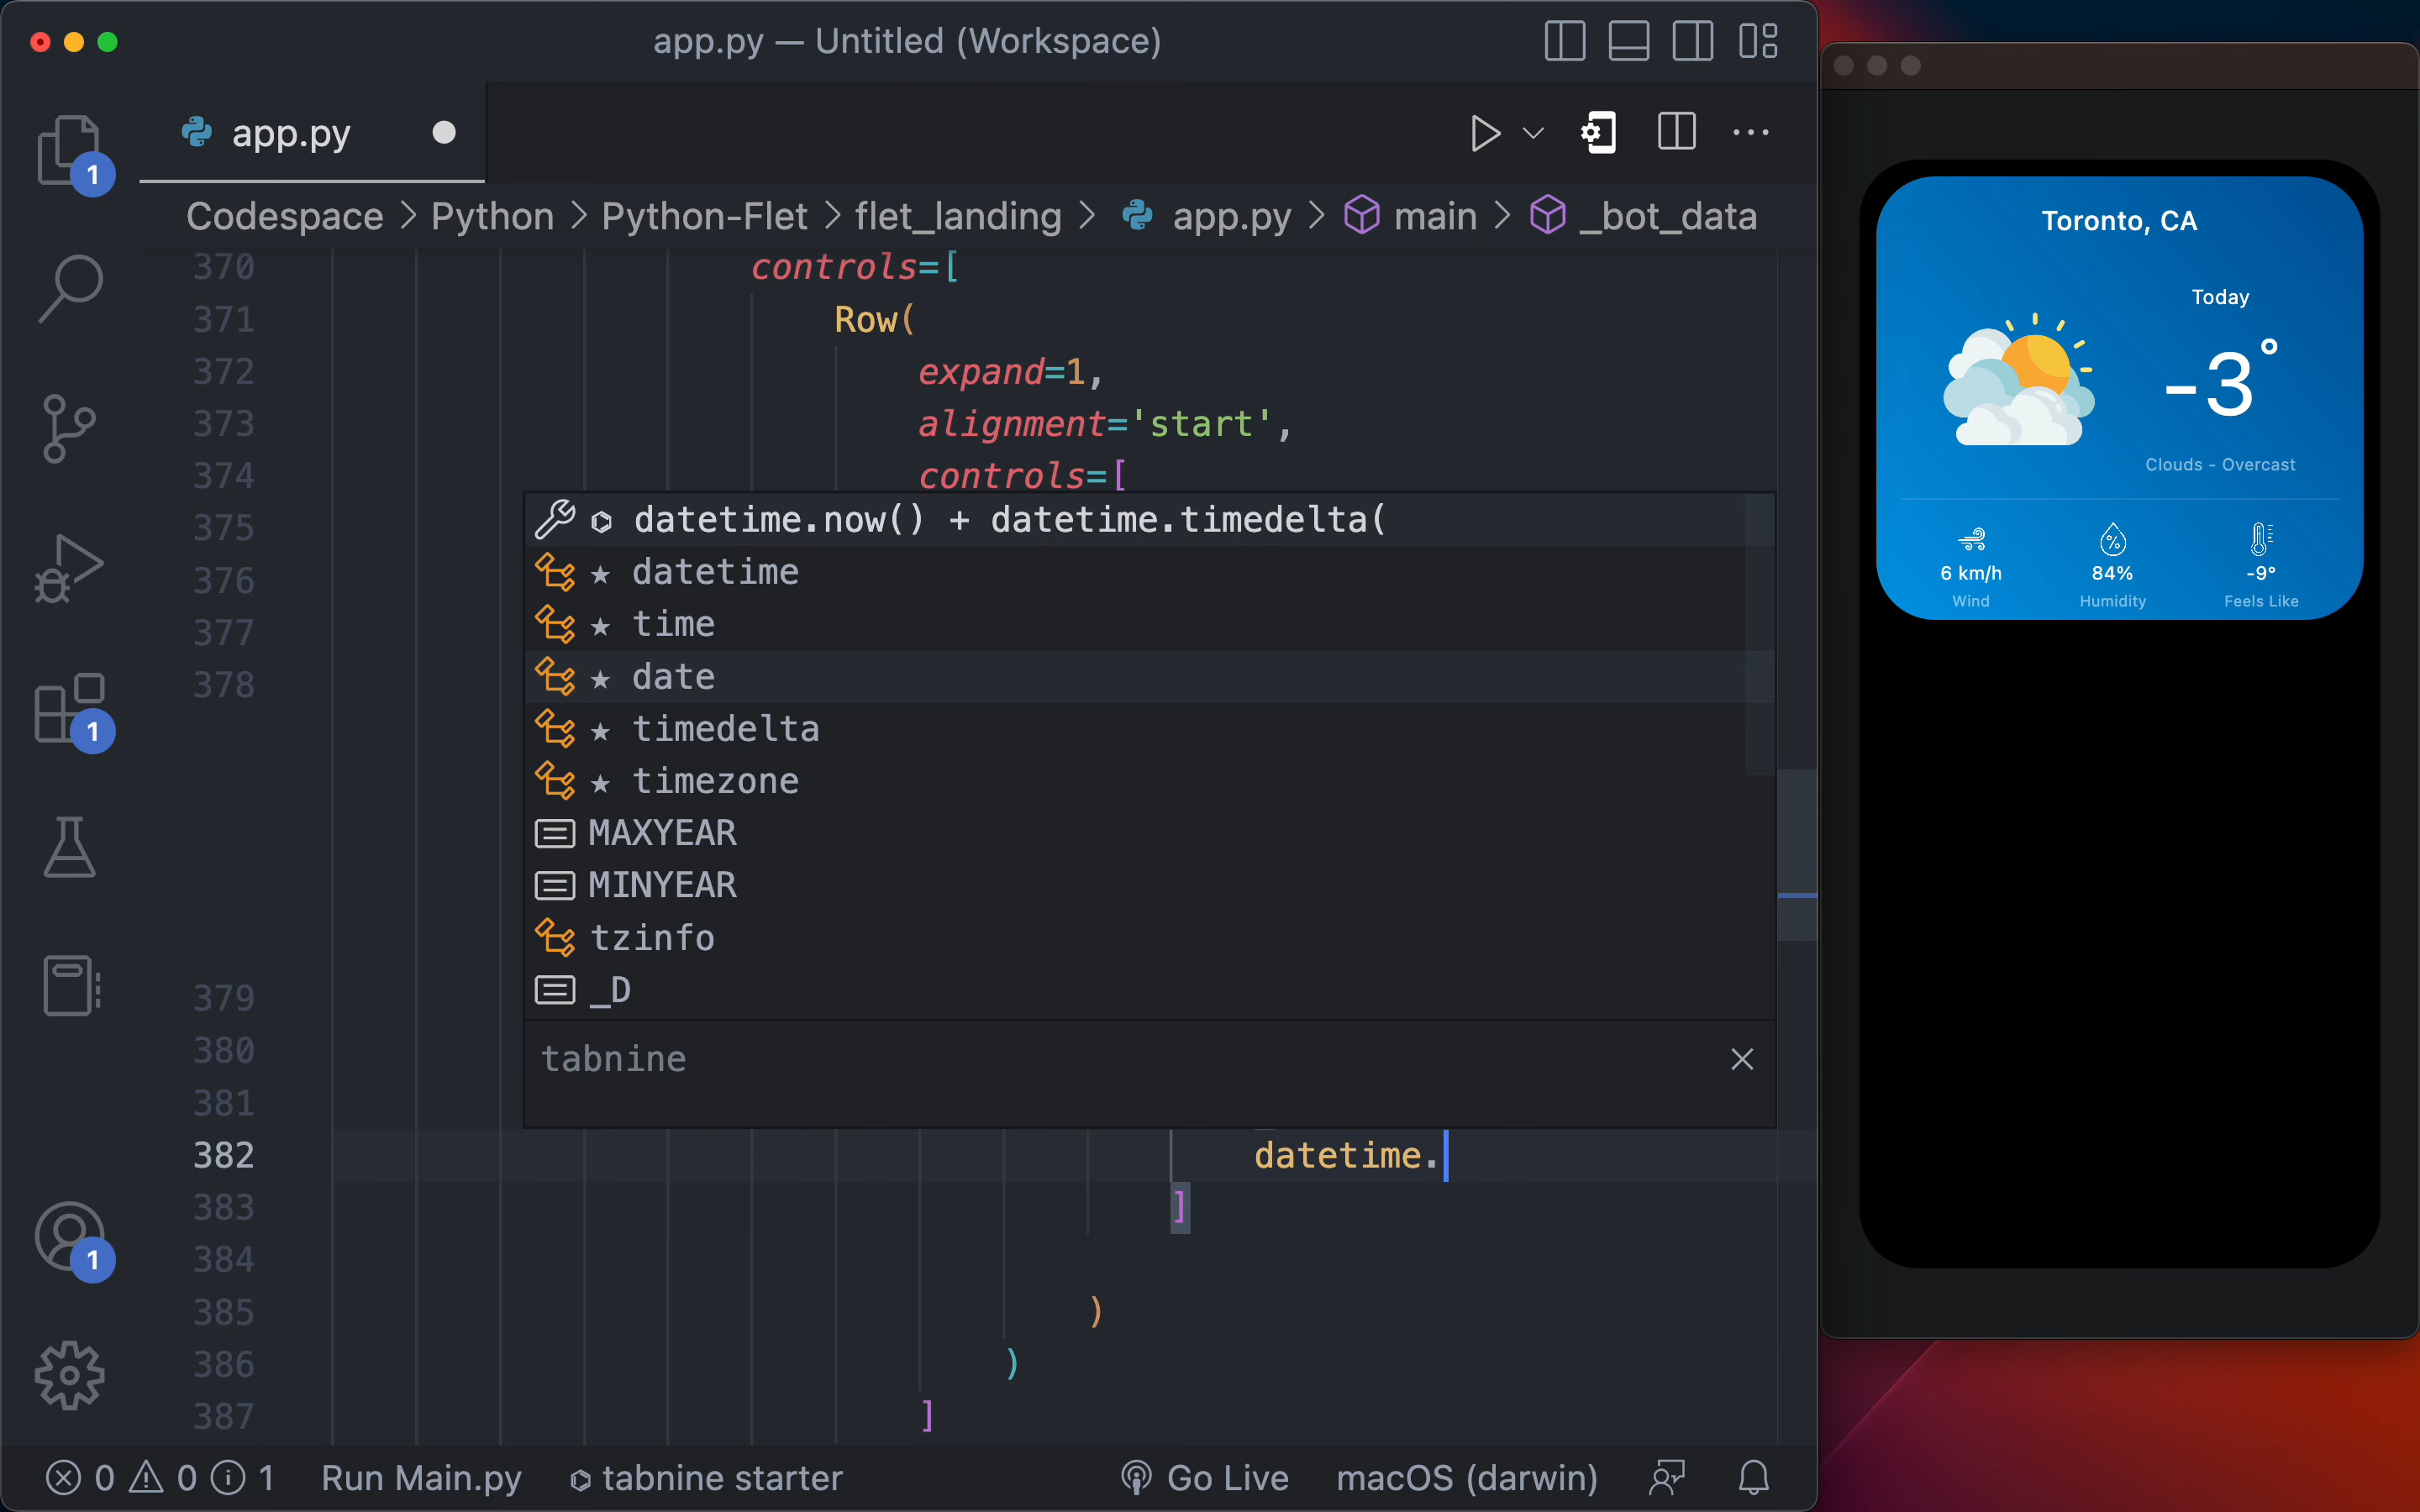 app.py — Untitled (Workspace)
app.py
1
Codespace > Python > Python-Flet > flet_landing > app.py > main > _bot_data
370 controls=[
371 Row(
372 expand=1,
373 alignment='start',
374 controls=[
375
376
377
378
datetime.now() + datetime.timedelta(
★ datetime
★ time
★ date
★ timedelta
★ timezone
MAXYEAR
MINYEAR
tzinfo
_D
tabnine
1
379
380
381
382 datetime.
383 ]
384
385 )
386 )
387 ]
1
0 0 1 Run Main.py tabnine starter Go Live macOS (darwin)
Toronto, CA
Today
-3°
Clouds - Overcast
6 km/h 84% -9°
Wind Humidity Feels Like